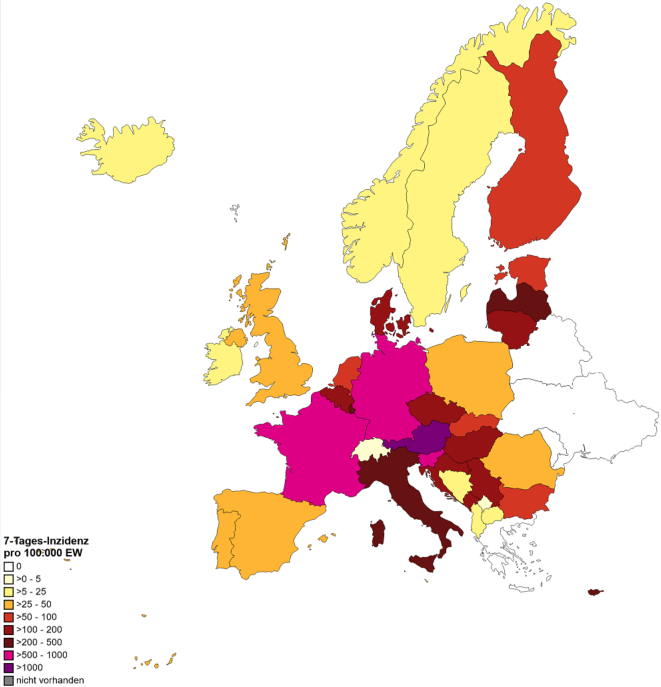 7-Tages-Inzidenz
pro 100.000 EW
0
>0 - 5
>5 - 25
>25 - 50
>50 - 100
>100 - 200
>200 - 500
>500 - 1000
>1000
nicht vorhanden